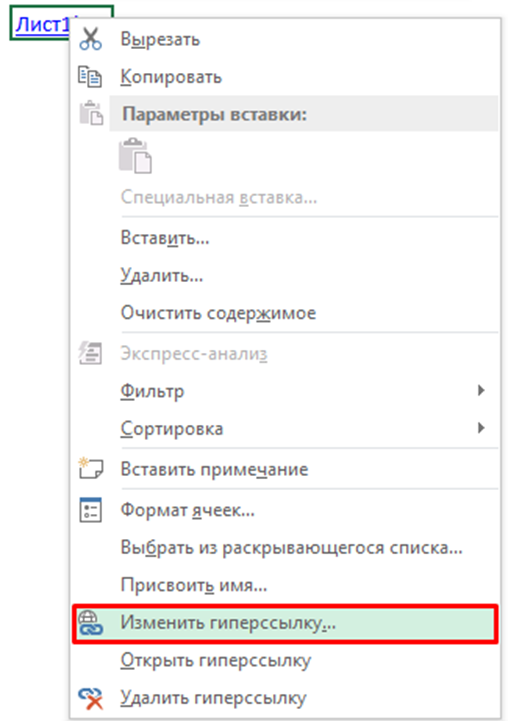 Лист1
Вырезать
Копировать
Параметры вставки:
Специальная вставка...
Вставить...
Удалить...
Очистить содержимое
Экспресс-анализ
Фильтр
Сортировка
Вставить примечание
Формат ячеек...
Выбрать из раскрывающегося списка...
Присвоить имя...
Изменить гиперссылку...
Открыть гиперссылку
Удалить гиперссылку